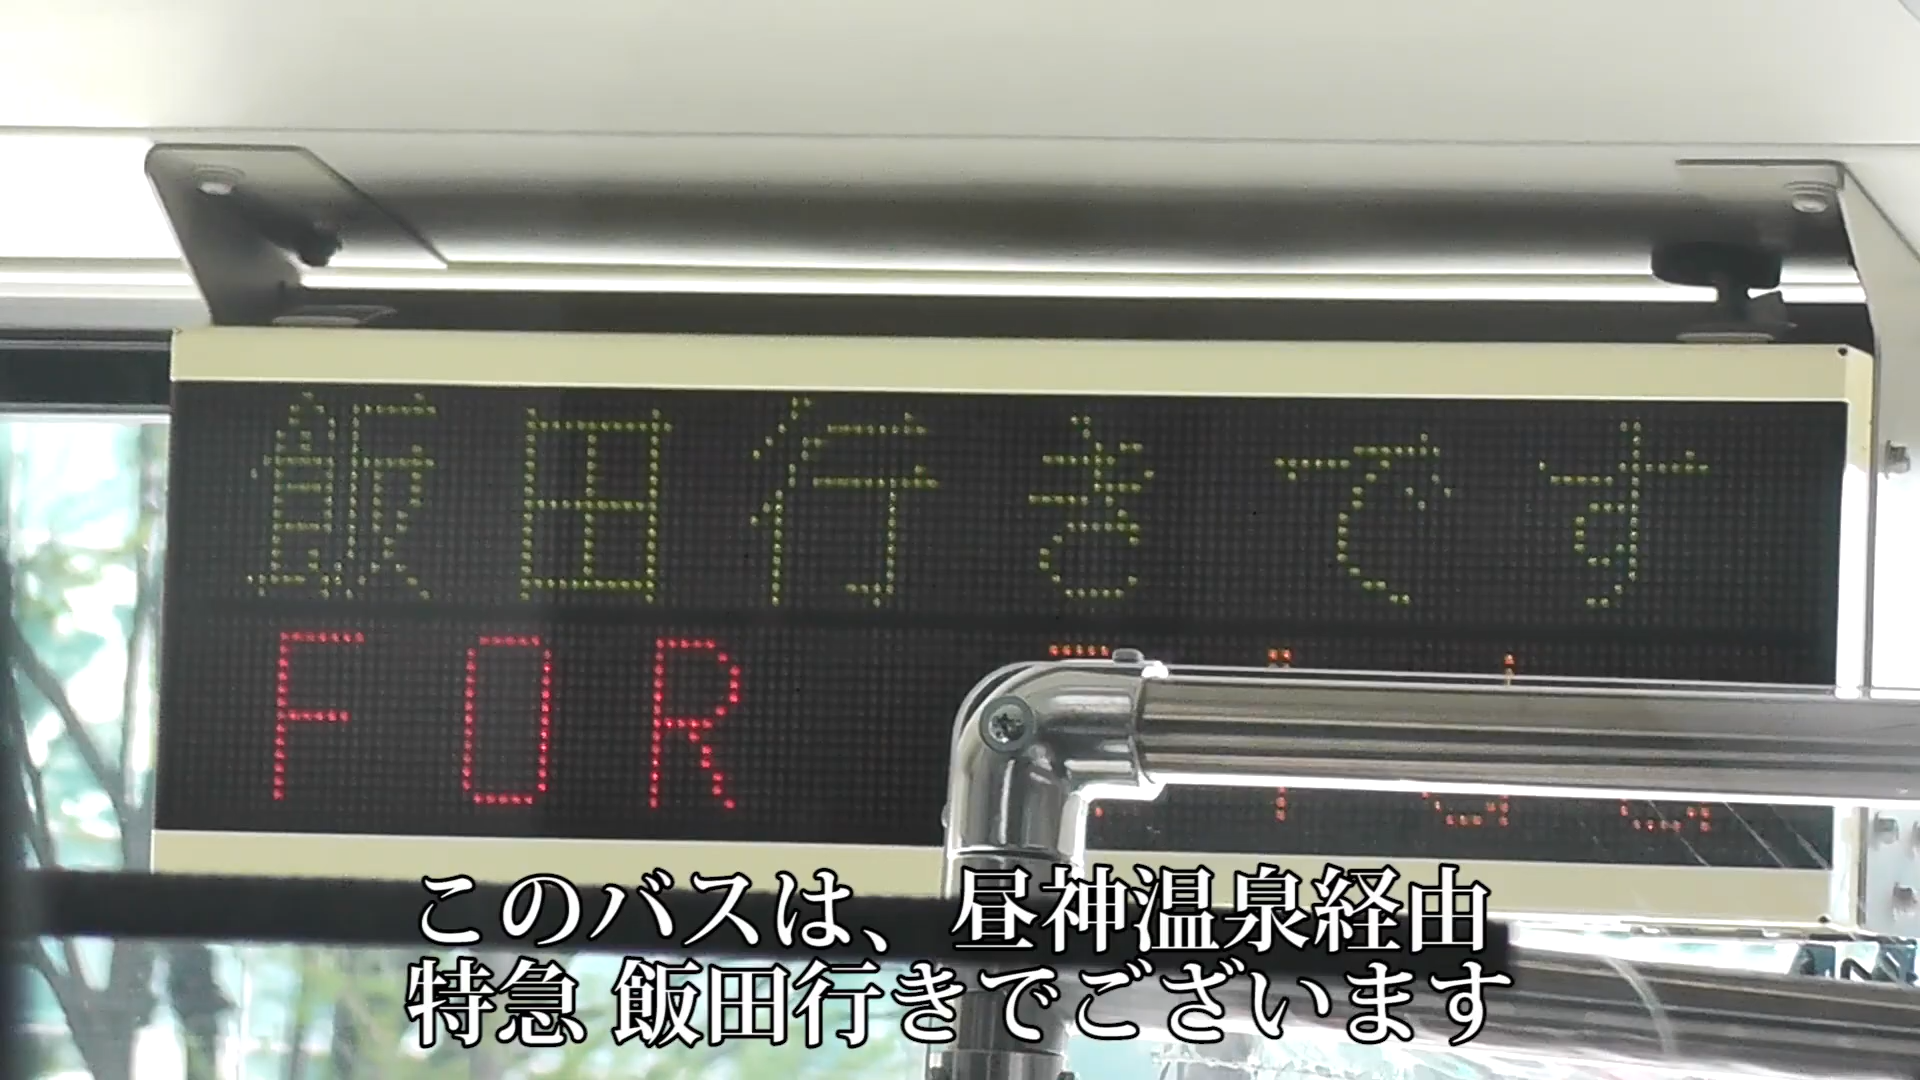 飯田行きです
FOR
このバスは、昼神温泉経由
特急 飯田行きでございます